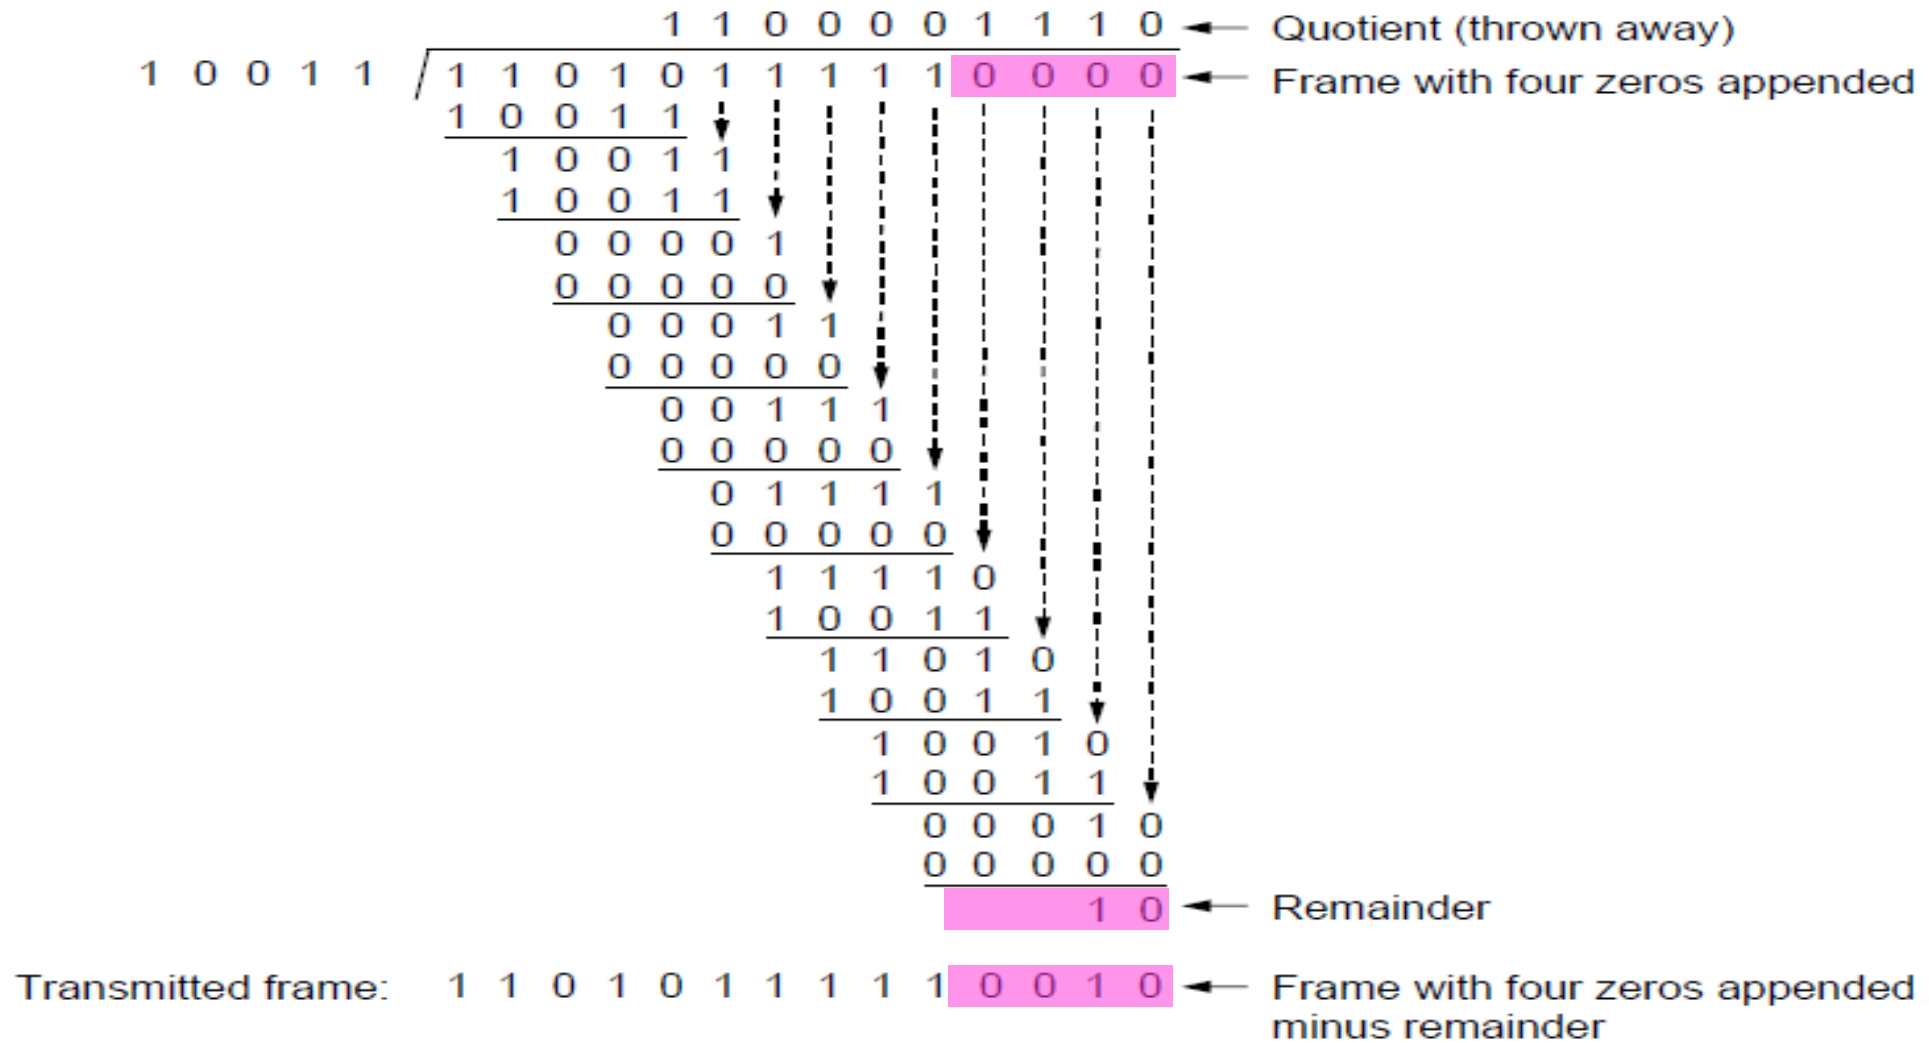 1 1 0 0 0 0 1 1 1 0 Quotient (thrown away)
1 0 0 1 1 1 1 0 1 0 1 1 1 1 1 0 0 0 0 Frame with four zeros appended
1 0 0 1 1
1 0 0 1 1
1 0 0 1 1
0 0 0 0 1
0 0 0 0 0
0 0 0 1 1
0 0 0 0 0
0 0 1 1 1
0 0 0 0 0
0 1 1 1 1
0 0 0 0 0
1 1 1 1 0
1 0 0 1 1
1 1 0 1 0
1 0 0 1 1
1 0 0 1 0
1 0 0 1 1
0 0 0 1 0
0 0 0 0 0
1 0 Remainder
Transmitted frame: 1 1 0 1 0 1 1 1 1 1 0 0 1 0 Frame with four zeros appended
minus remainder